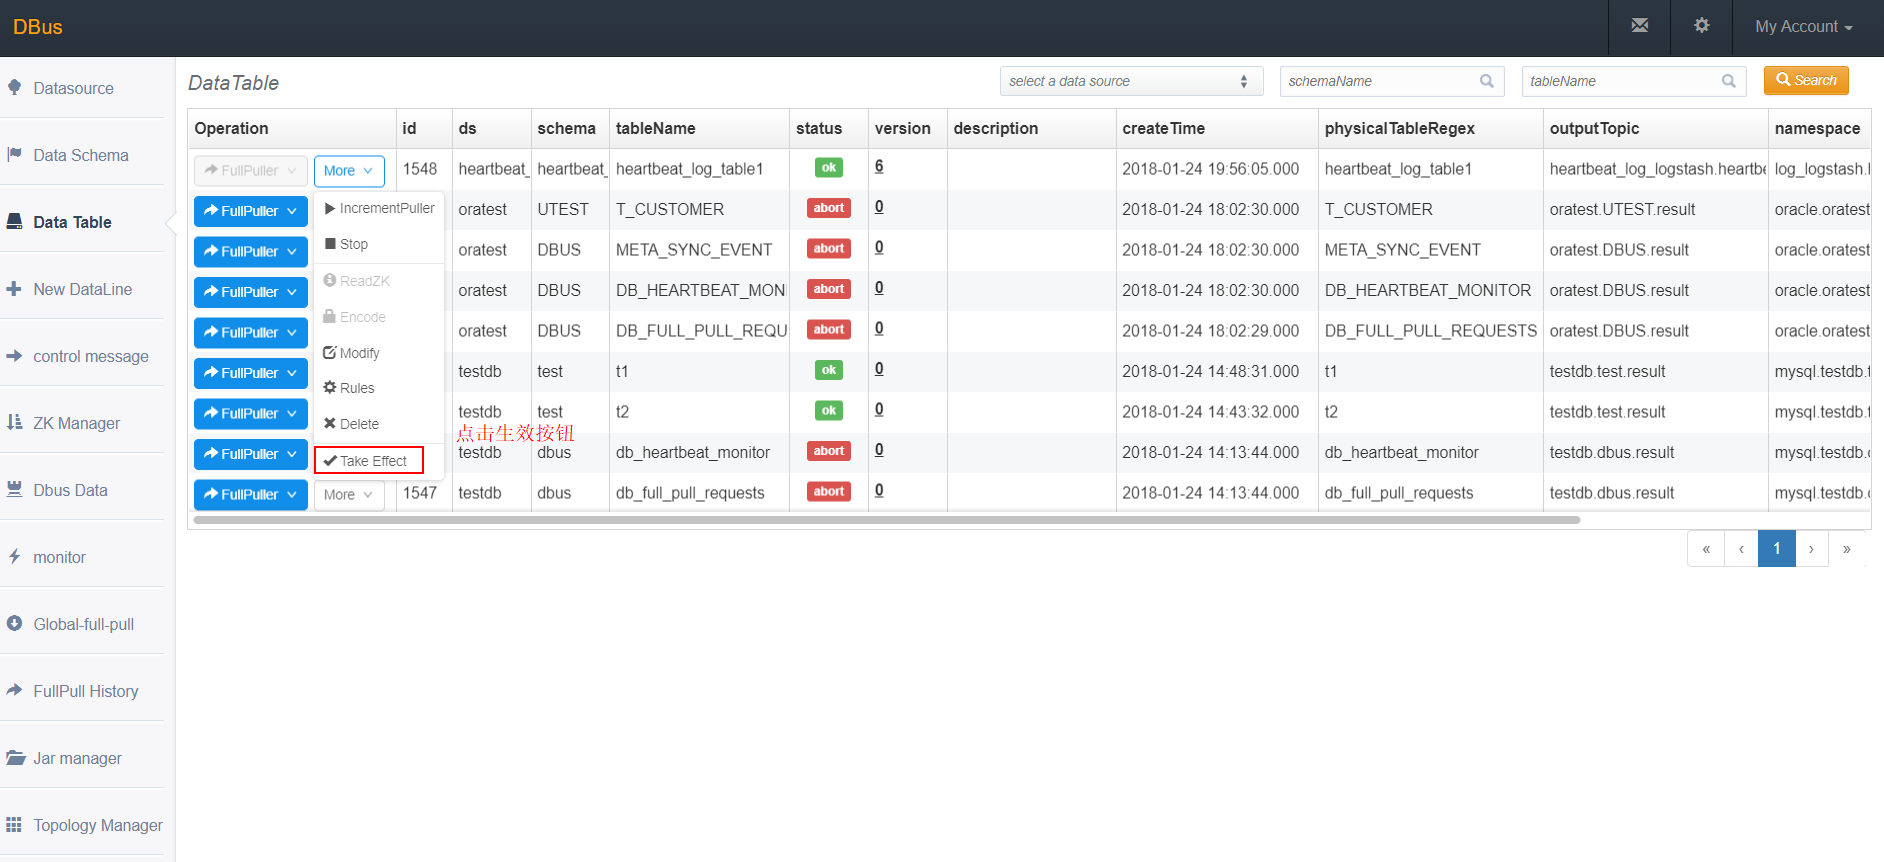 DBus
My Account
Datasource
Data Schema
Data Table
New DataLine
control message
ZK Manager
Dbus Data
monitor
Global-full-pull
FullPull History
Jar manager
Topology Manager
DataTable
select a data source
schemaName
tableName
Search
Operation id ds schema tableName status version description createTime physicalTableRegex outputTopic namespace
FullPuller More 1548 heartbeat_ heartbeat_ heartbeat_log_table1 ok 6 2018-01-24 19:56:05.000 heartbeat_log_table1 heartbeat_log_logstash.heartbe log_logstash.
FullPuller oratest UTEST T_CUSTOMER abort 0 2018-01-24 18:02:30.000 T_CUSTOMER oratest.UTEST.result oracle.oratest
FullPuller oratest DBUS META_SYNC_EVENT abort 0 2018-01-24 18:02:30.000 META_SYNC_EVENT oratest.DBUS.result oracle.oratest
FullPuller oratest DBUS DB_HEARTBEAT_MONI abort 0 2018-01-24 18:02:30.000 DB_HEARTBEAT_MONITOR oratest.DBUS.result oracle.oratest
FullPuller oratest DBUS DB_FULL_PULL_REQU abort 0 2018-01-24 18:02:29.000 DB_FULL_PULL_REQUESTS oratest.DBUS.result oracle.oratest
FullPuller testdb test t1 ok 0 2018-01-24 14:48:31.000 t1 testdb.test.result mysql.testdb.t
FullPuller testdb test t2 ok 0 2018-01-24 14:43:32.000 t2 testdb.test.result mysql.testdb.t
FullPuller testdb dbus db_heartbeat_monitor abort 0 2018-01-24 14:13:44.000 db_heartbeat_monitor testdb.dbus.result mysql.testdb.c
FullPuller More 1547 testdb dbus db_full_pull_requests abort 0 2018-01-24 14:13:44.000 db_full_pull_requests testdb.dbus.result mysql.testdb.c
IncrementPuller
Stop
ReadZK
Encode
Modify
Rules
Delete
Take Effect
点击生效按钮
« ‹ 1 › »